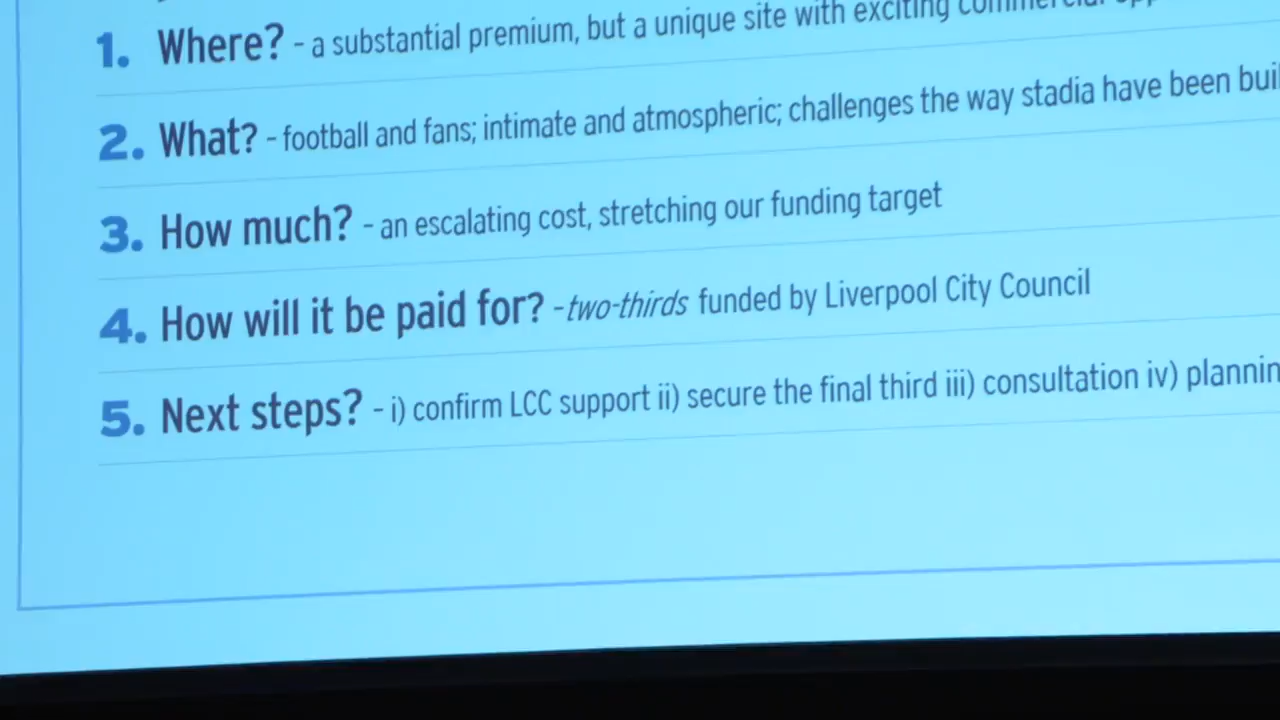 1. Where? - a substantial premium, but a unique site with exciting
2. What? - football and fans; intimate and atmospheric; challenges the way stadia have been
3. How much? - an escalating cost, stretching our funding target
4. How will it be paid for? - two-thirds funded by Liverpool City Council
5. Next steps? - i) confirm LCC support ii) secure the final third iii) consultation iv)